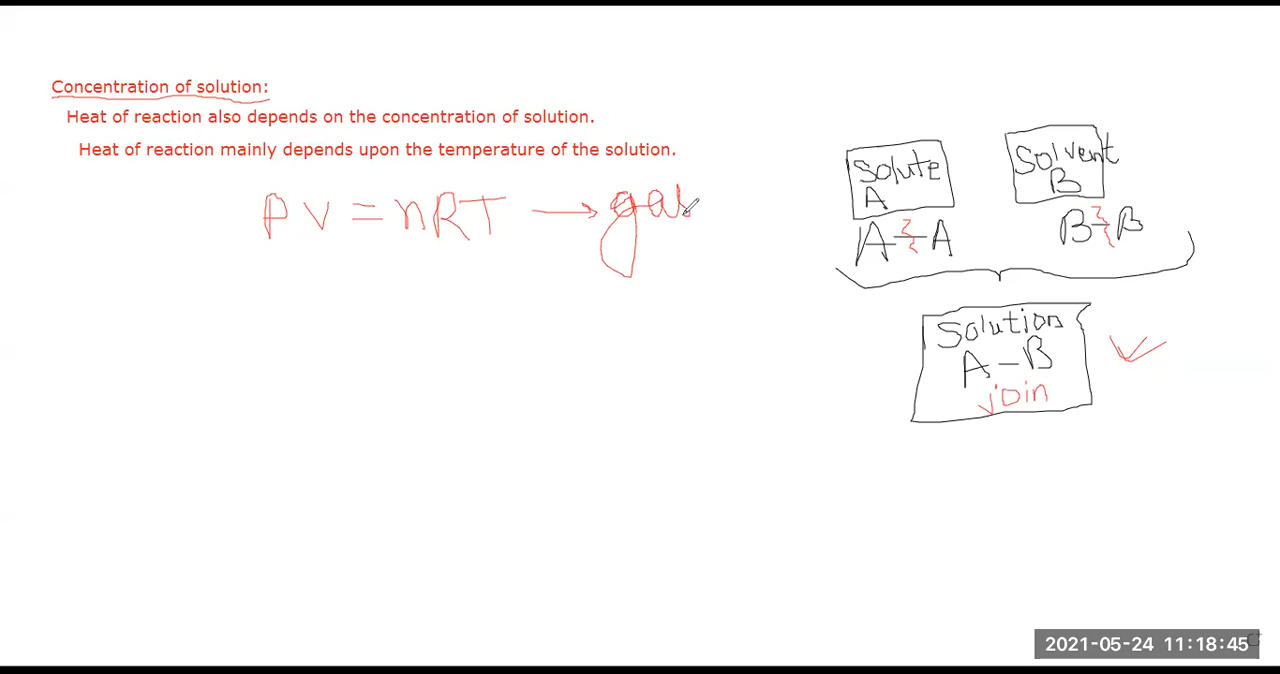 Concentration of solution:
Heat of reaction also depends on the concentration of solution.
Heat of reaction mainly depends upon the temperature of the solution.
PV = nRT → gas
Solute
A
Solvent
B
A - A
B - B
Solution
A - B
join
2021-05-24 11:18:45